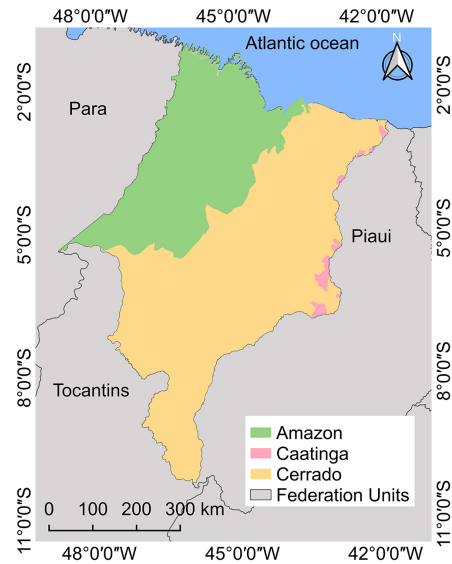 48°0'0"W 45°0'0"W 42°0'0"W
Atlantic ocean
N
2°0'0"S
2°0'0"S
Para
5°0'0"S
5°0'0"S
Piaui
8°0'0"S
8°0'0"S
Tocantins
Amazon
Caatinga
Cerrado
Federation Units
0 100 200 300 km
11°0'0"S
11°0'0"S
48°0'0"W 45°0'0"W 42°0'0"W